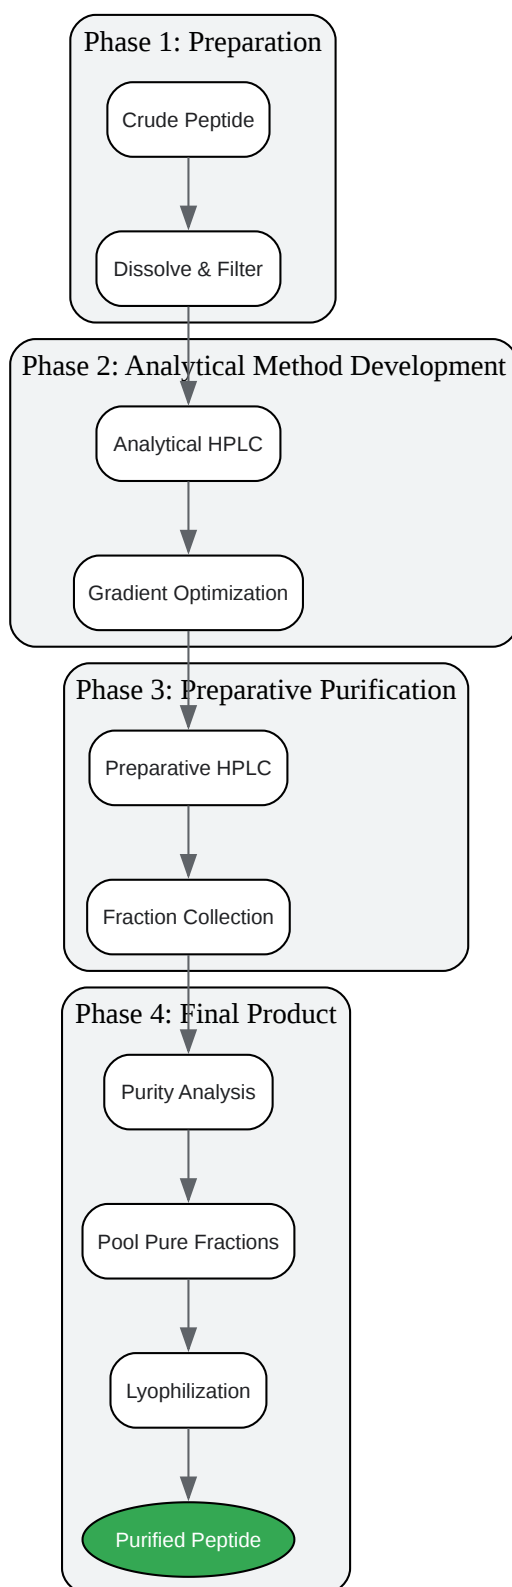 Phase 1: Preparation
Crude Peptide
Dissolve & Filter
Phase 2: Analytical Method Development
Analytical HPLC
Gradient Optimization
Phase 3: Preparative Purification
Preparative HPLC
Fraction Collection
Phase 4: Final Product
Purity Analysis
Pool Pure Fractions
Lyophilization
Purified Peptide